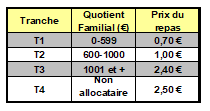 Tranche Quotient Familial (€) Prix du repas
T1 0-599 0,70 €
T2 600-1000 1,00 €
T3 1001 et + 2,40 €
T4 Non allocataire 2,50 €